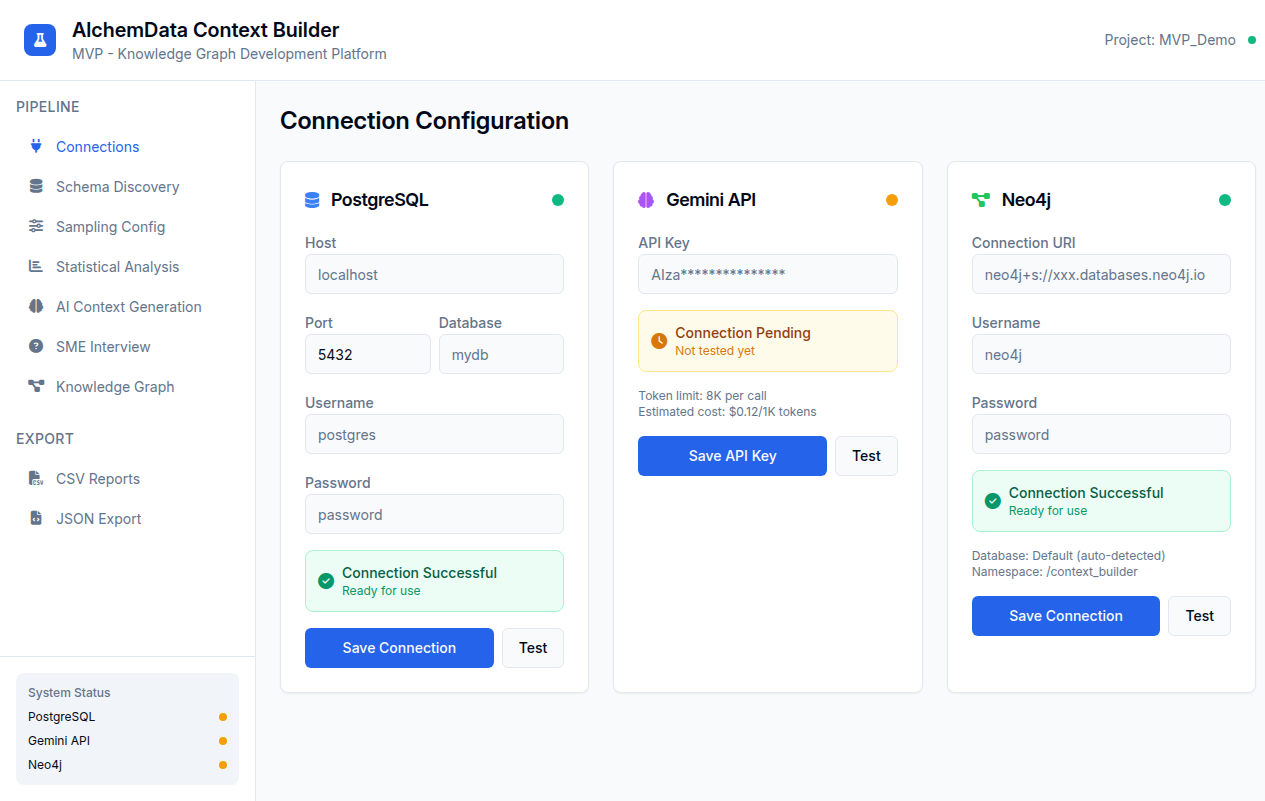 AlchemData Context Builder
MVP - Knowledge Graph Development Platform
Project: MVP_Demo
PIPELINE
Connections
Schema Discovery
Sampling Config
Statistical Analysis
AI Context Generation
SME Interview
Knowledge Graph
EXPORT
CSV Reports
JSON Export
System Status
PostgreSQL
Gemini API
Neo4j
Connection Configuration
PostgreSQL
Host
localhost
Port
Database
5432
mydb
Username
postgres
Password
password
Connection Successful
Ready for use
Save Connection
Test
Gemini API
API Key
AIza***************
Connection Pending
Not tested yet
Token limit: 8K per call
Estimated cost: $0.12/1K tokens
Save API Key
Test
Neo4j
Connection URI
neo4j+s://xxx.databases.neo4j.io
Username
neo4j
Password
password
Connection Successful
Ready for use
Database: Default (auto-detected)
Namespace: /context_builder
Save Connection
Test